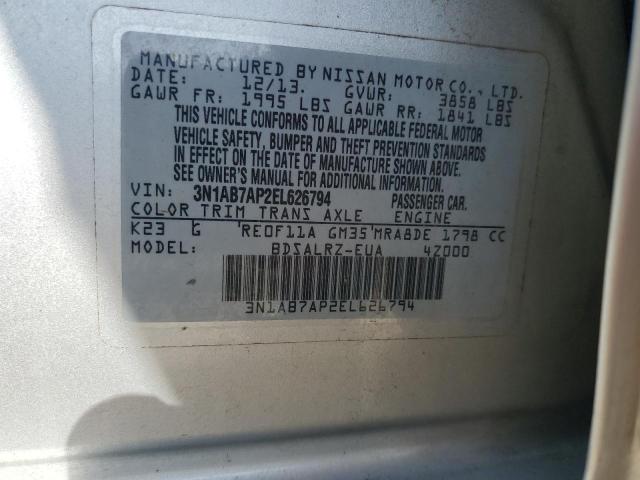 MANUFACTURED BY NISSAN MOTOR CO., LTD.
DATE: 12/13. GVWR: 3858 LBS
GAWR FR: 1995 LBS GAWR RR: 1841 LBS
THIS VEHICLE CONFORMS TO ALL APPLICABLE FEDERAL MOTOR
VEHICLE SAFETY, BUMPER AND THEFT PREVENTION STANDARDS
IN EFFECT ON THE DATE OF MANUFACTURE SHOWN ABOVE.
SEE OWNER'S MANUAL FOR ADDITIONAL INFORMATION.
VIN: 3N1AB7AP2EL626794 PASSENGER CAR.
COLOR TRIM TRANS AXLE ENGINE
K23 G RE0F11A GM35 MRA8DE 1798 CC
MODEL: BDSALRZ-EUA 4Z000
3N1AB7AP2EL626794